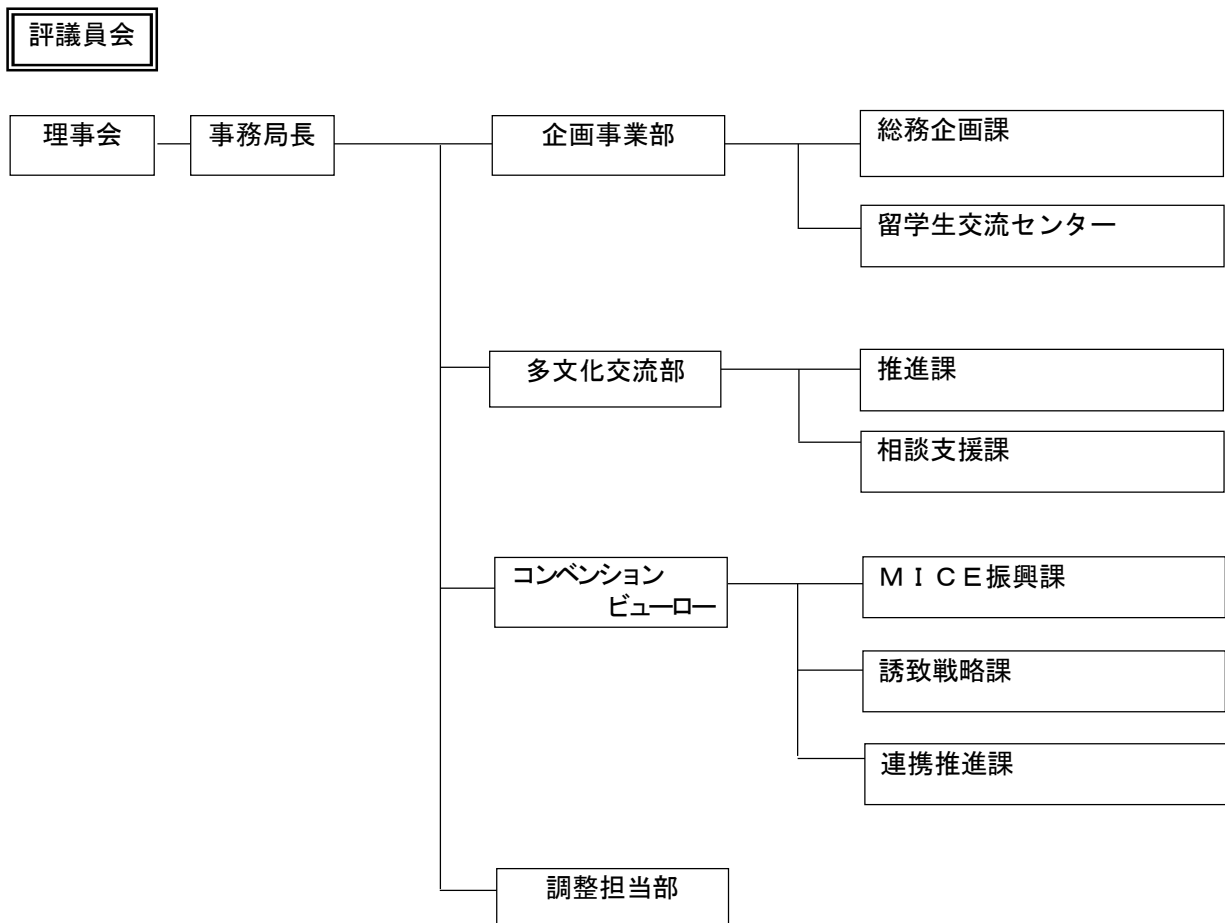 評議員会
理事会
事務局長
企画事業部
総務企画課
留学生交流センター
多文化交流部
推進課
相談支援課
コンベンション
ビューロー
ＭＩＣＥ振興課
誘致戦略課
連携推進課
調整担当部